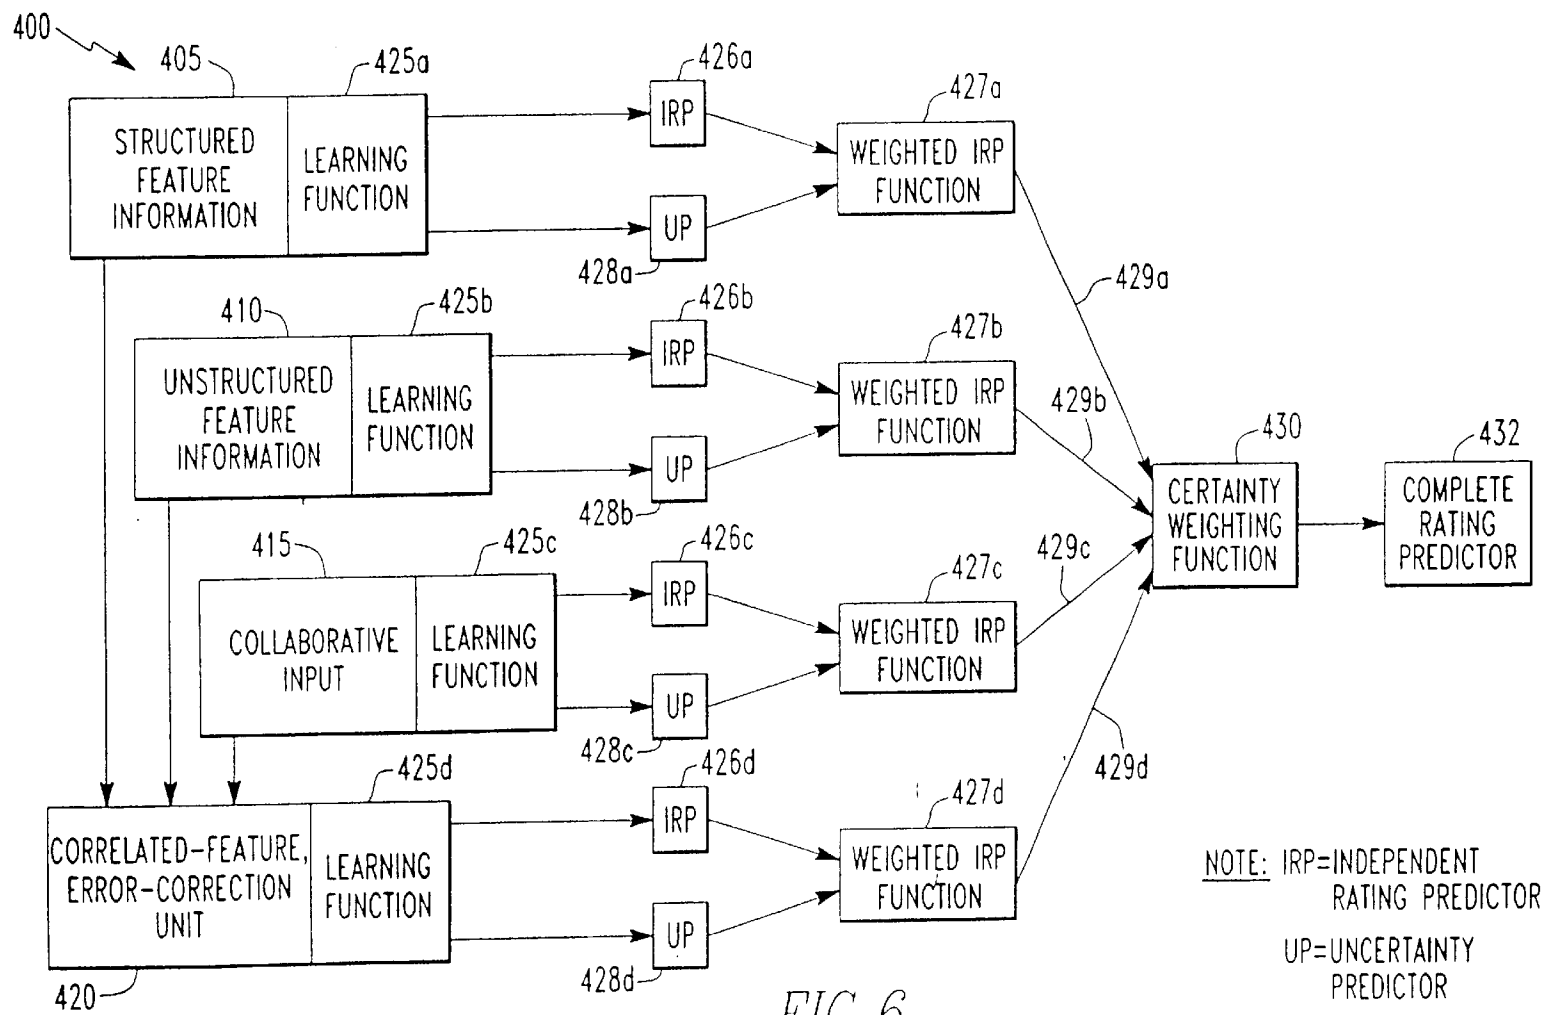 400
405
425a
STRUCTURED
FEATURE
INFORMATION
LEARNING
FUNCTION
426a
IRP
UP
428a
427a
WEIGHTED IRP
FUNCTION
429a
410
425b
UNSTRUCTURED
FEATURE
INFORMATION
LEARNING
FUNCTION
426b
IRP
UP
428b
427b
WEIGHTED IRP
FUNCTION
429b
415
425c
COLLABORATIVE
INPUT
LEARNING
FUNCTION
426c
IRP
UP
428c
427c
WEIGHTED IRP
FUNCTION
429c
425d
CORRELATED-FEATURE,
ERROR-CORRECTION
UNIT
420
LEARNING
FUNCTION
426d
IRP
UP
428d
427d
WEIGHTED IRP
FUNCTION
429d
430
CERTAINTY
WEIGHTING
FUNCTION
432
COMPLETE
RATING
PREDICTOR
NOTE: IRP=INDEPENDENT
RATING PREDICTOR
UP=UNCERTAINTY
PREDICTOR
FIG. 6